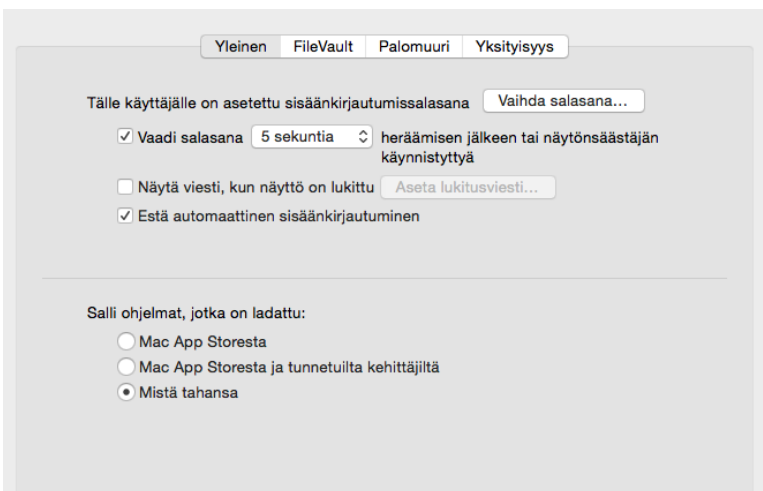 Yleinen FileVault Palomuuri Yksityisyys
Tälle käyttäjälle on asetettu sisäänkirjautumissalasana Vaihda salasana...
Vaadi salasana 5 sekuntia heräämisen jälkeen tai näytönsäästäjän
käynnistyttyä
Näytä viesti, kun näyttö on lukittu Aseta lukitusviesti...
Estä automaattinen sisäänkirjautuminen
Salli ohjelmat, jotka on ladattu:
Mac App Storesta
Mac App Storesta ja tunnetuilta kehittäjiltä
Mistä tahansa